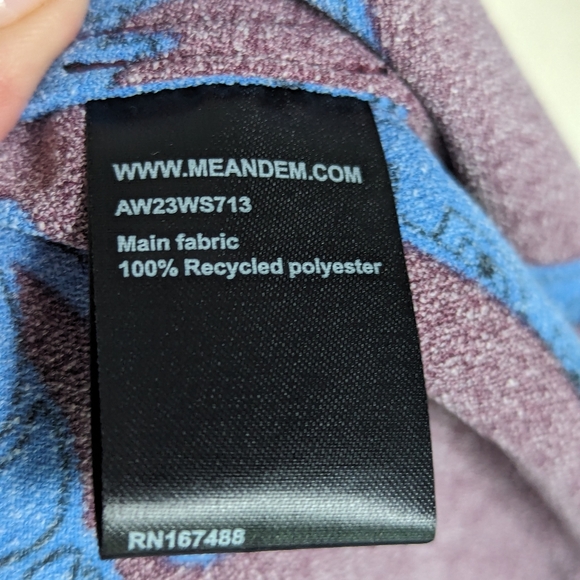 WWW.MEANDEM.COM
AW23WS713
Main fabric
100% Recycled polyester
RN167488